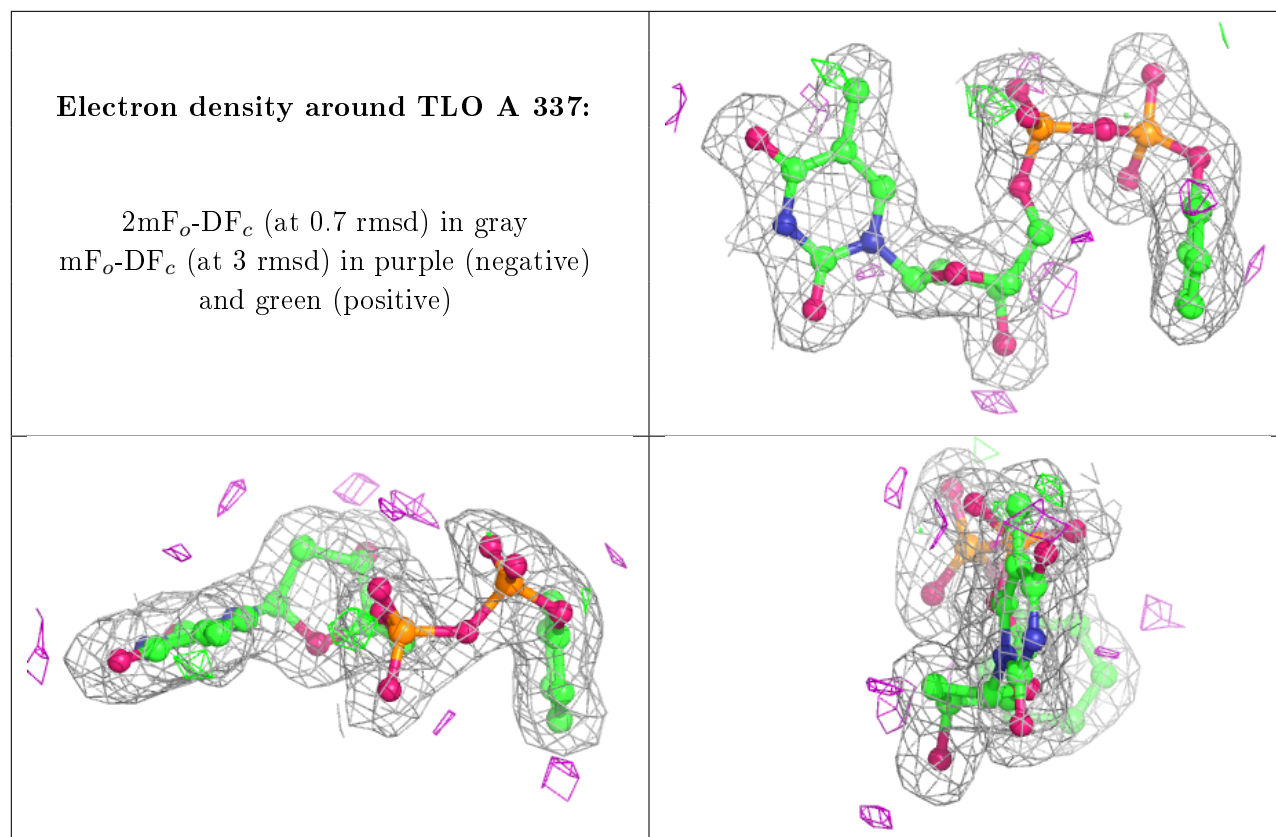 Electron density around TLO A 337:
2mFₒ-DF𝒸 (at 0.7 rmsd) in gray
mFₒ-DF𝒸 (at 3 rmsd) in purple (negative)
and green (positive)